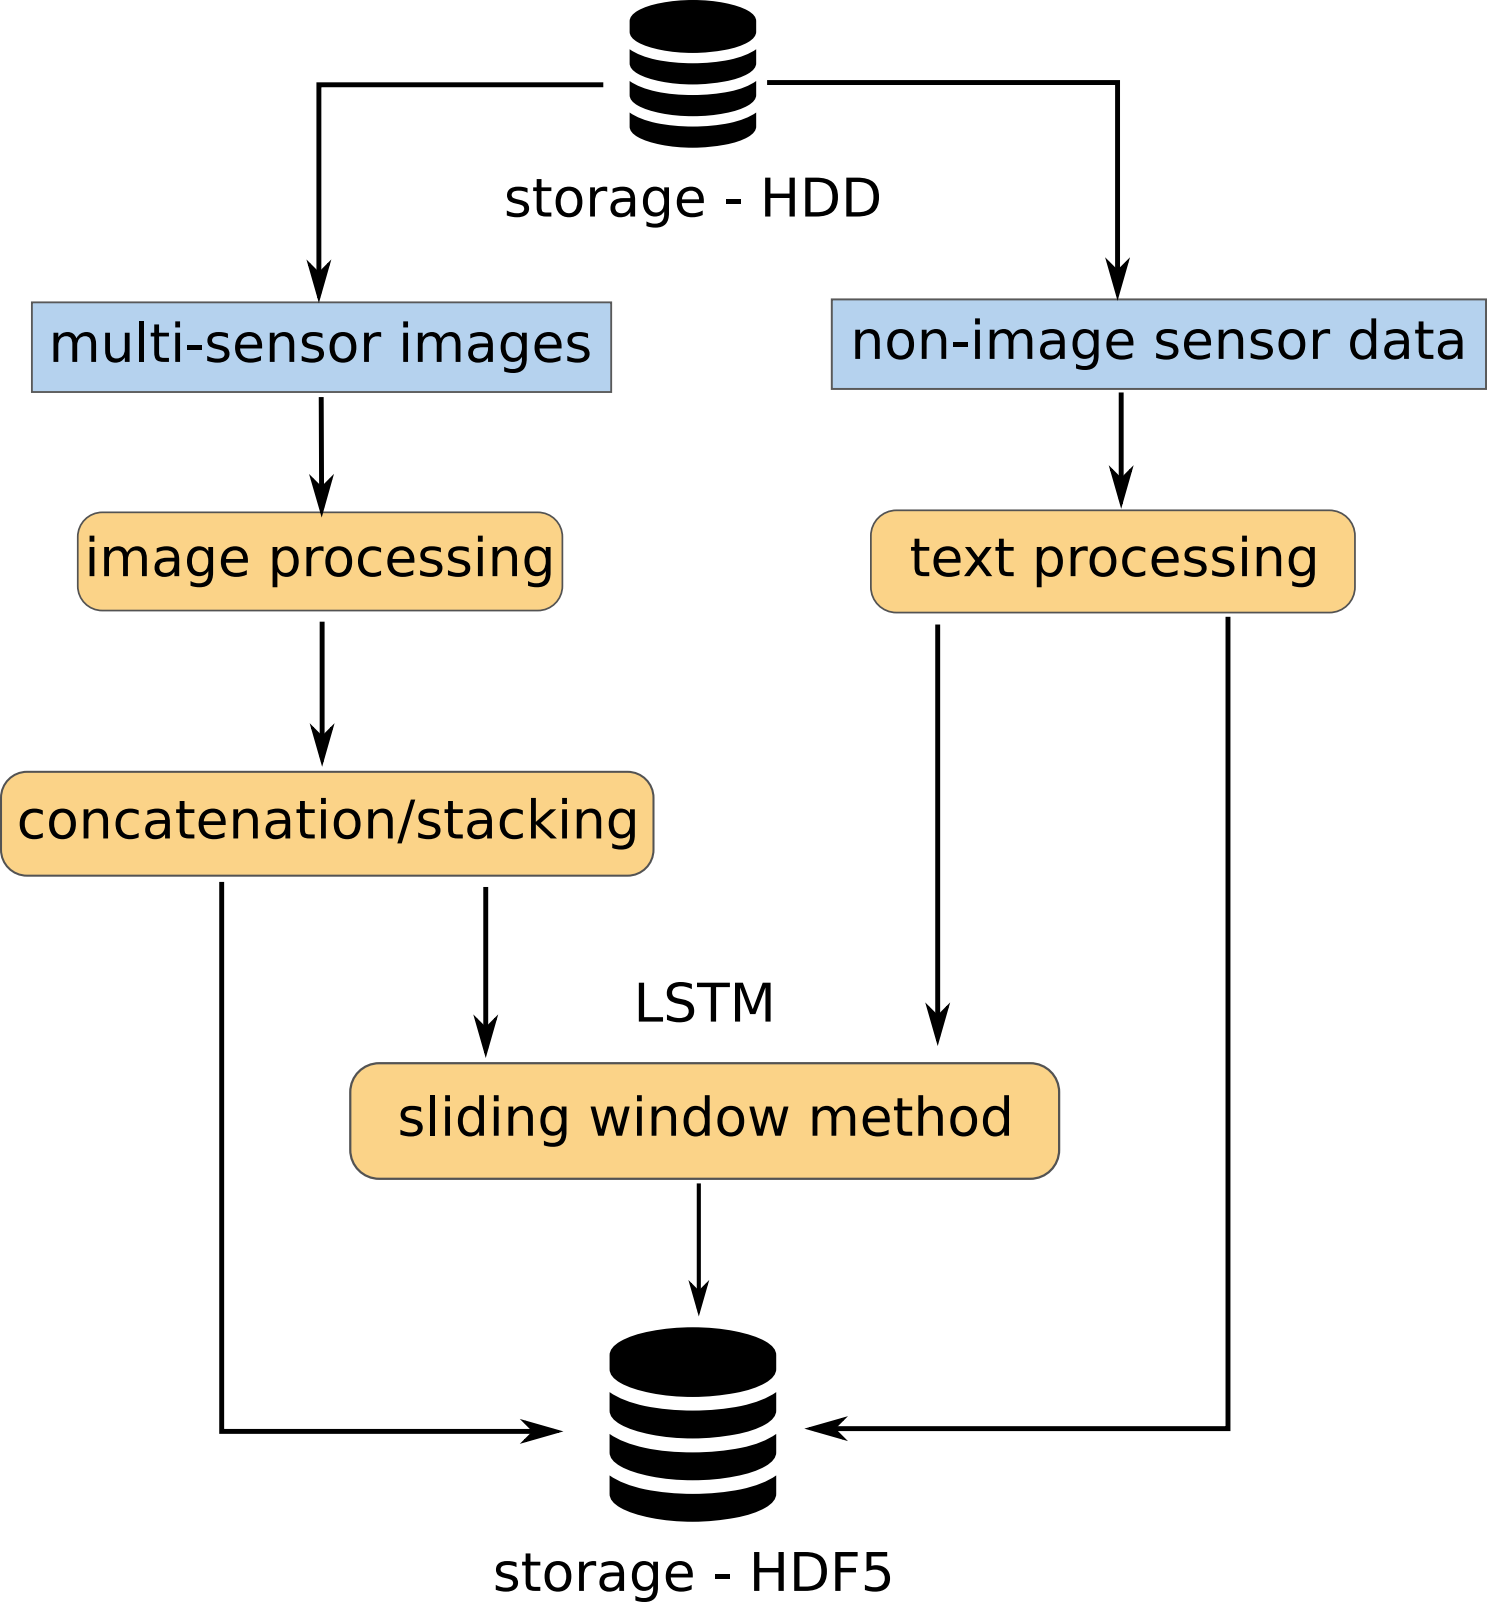 storage - HDD
multi-sensor images
non-image sensor data
image processing
text processing
concatenation/stacking
LSTM
sliding window method
storage - HDF5